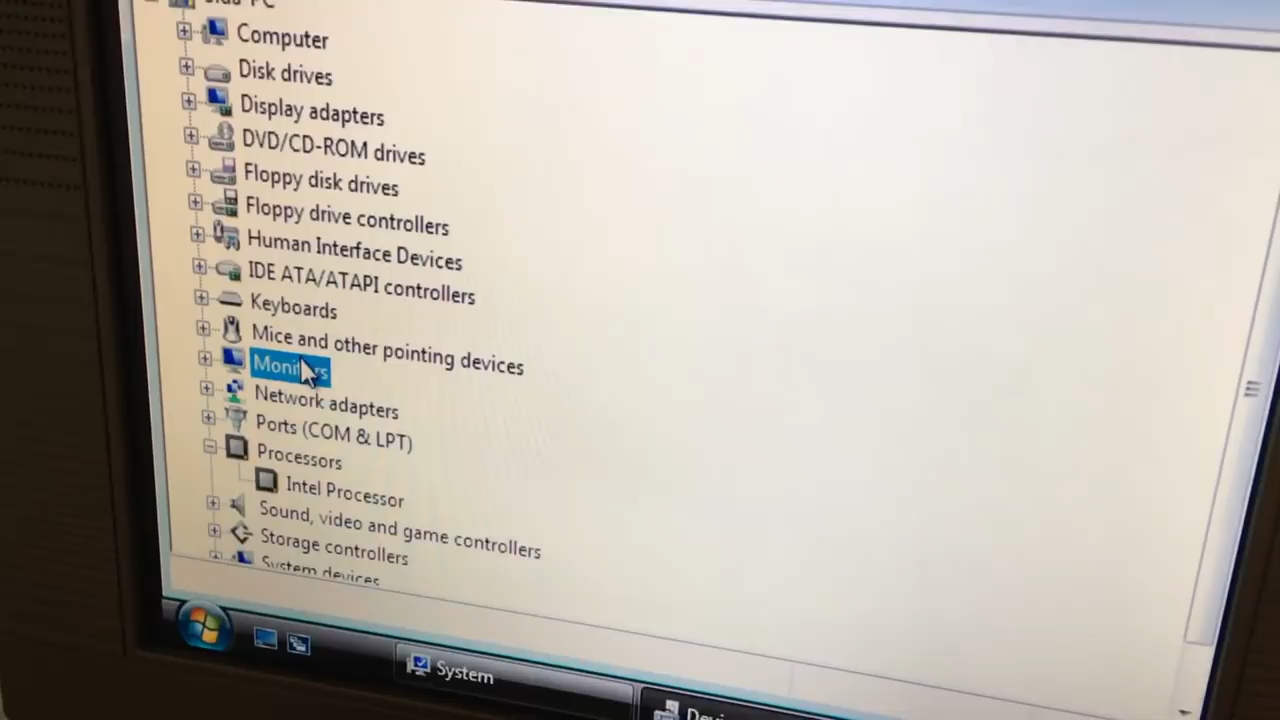 Computer
Disk drives
Display adapters
DVD/CD-ROM drives
Floppy disk drives
Floppy drive controllers
Human Interface Devices
IDE ATA/ATAPI controllers
Keyboards
Mice and other pointing devices
Monitors
Network adapters
Ports (COM & LPT)
Processors
Intel Processor
Sound, video and game controllers
Storage controllers
System devices
System